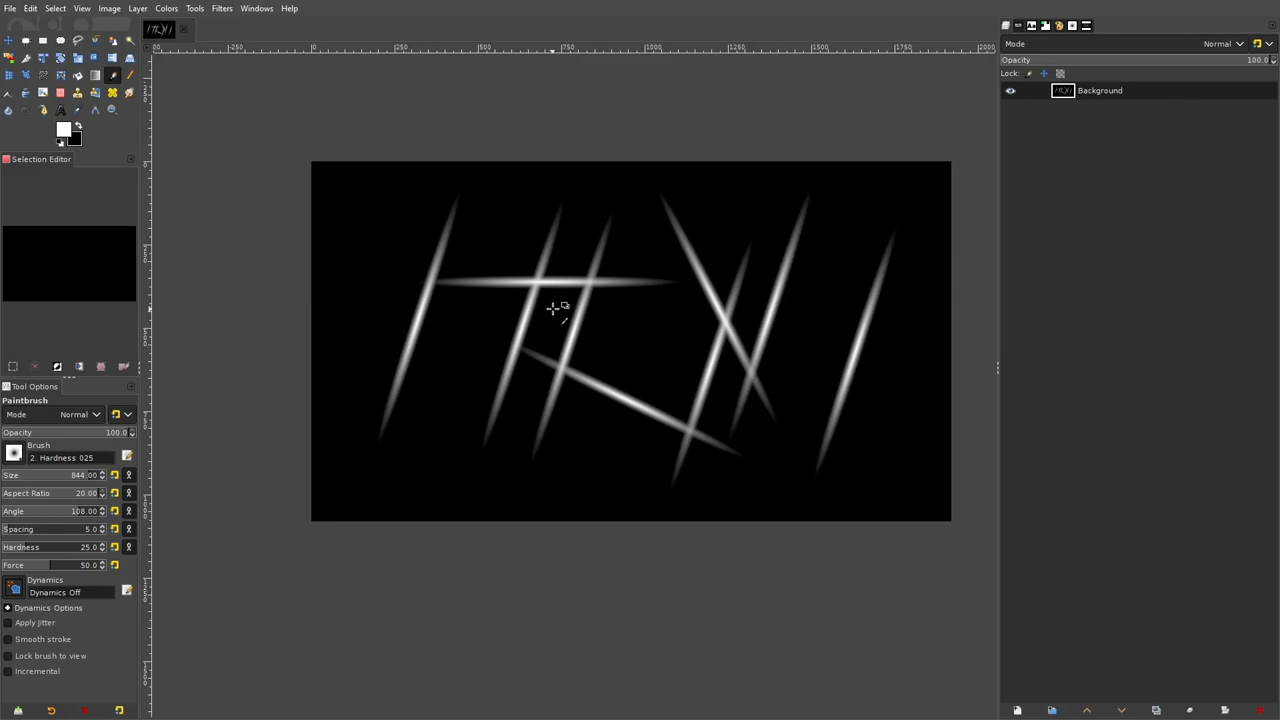 File Edit Select View Image Layer Colors Tools Filters Windows Help
Mode Normal
Opacity 100.0
Lock:
Background
Selection Editor
Tool Options
Paintbrush
Mode Normal
Opacity 100.0
Brush
2. Hardness 025
Size 844.00
Aspect Ratio 20.00
Angle 108.00
Spacing 5.0
Hardness 25.0
Force 50.0
Dynamics
Dynamics Off
Dynamics Options
Apply Jitter
Smooth stroke
Lock brush to view
Incremental